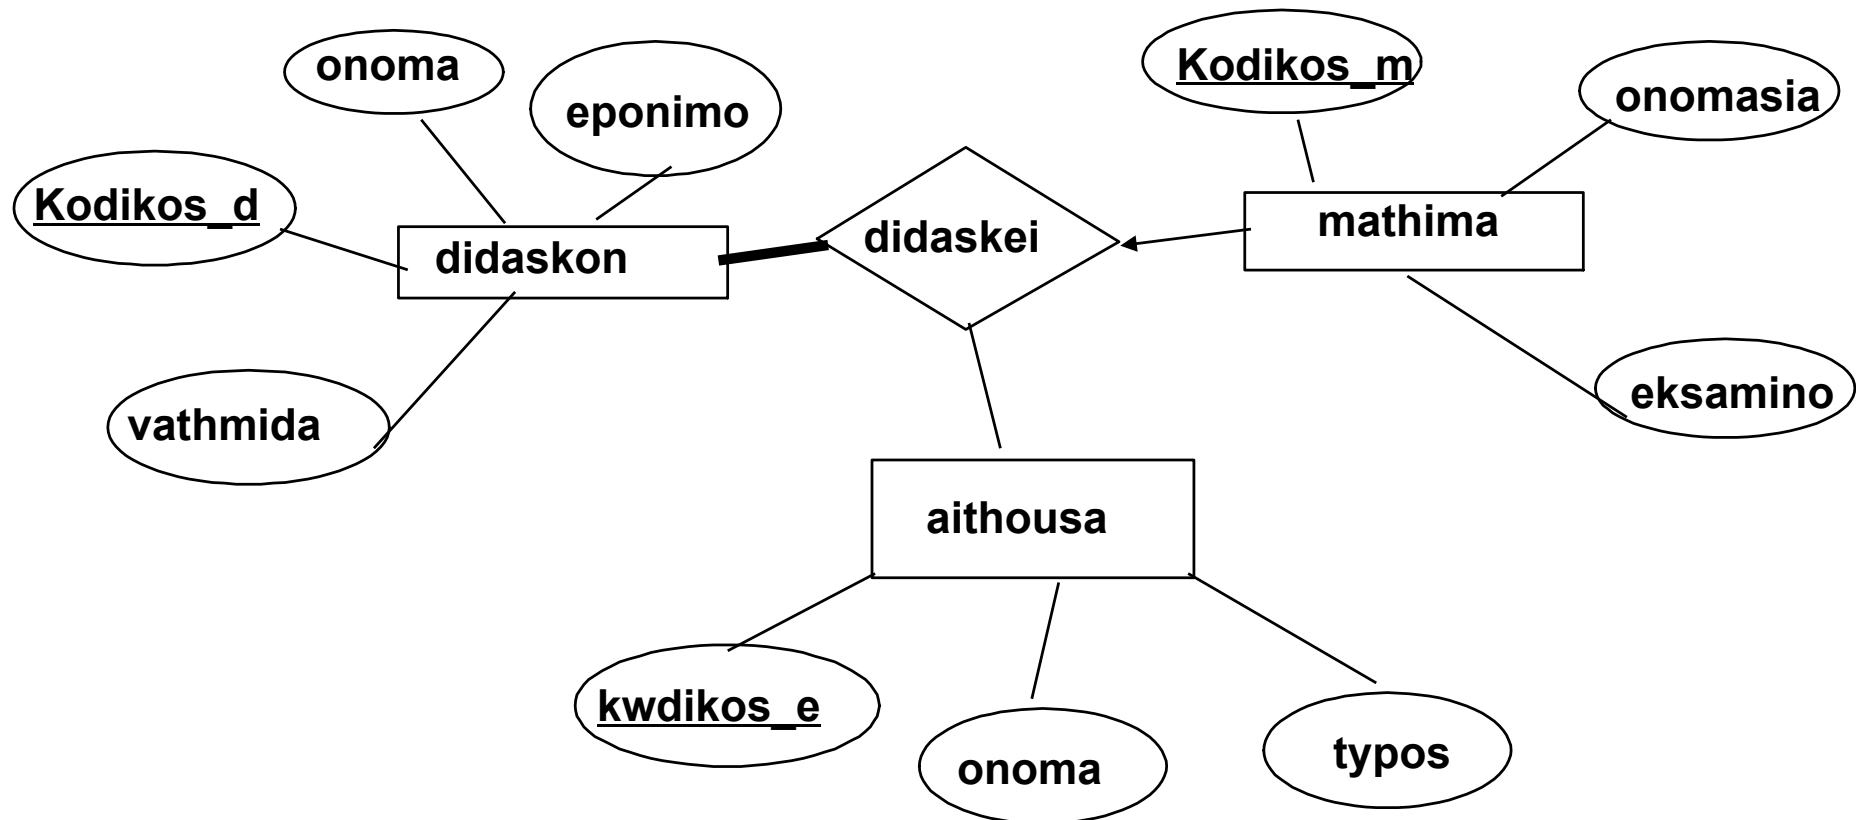 onoma
eponimo
Kodikos_m
onomasia
Kodikos_d
didaskon
didaskei
mathima
vathmida
eksamino
aithousa
kwdikos_e
onoma
typos